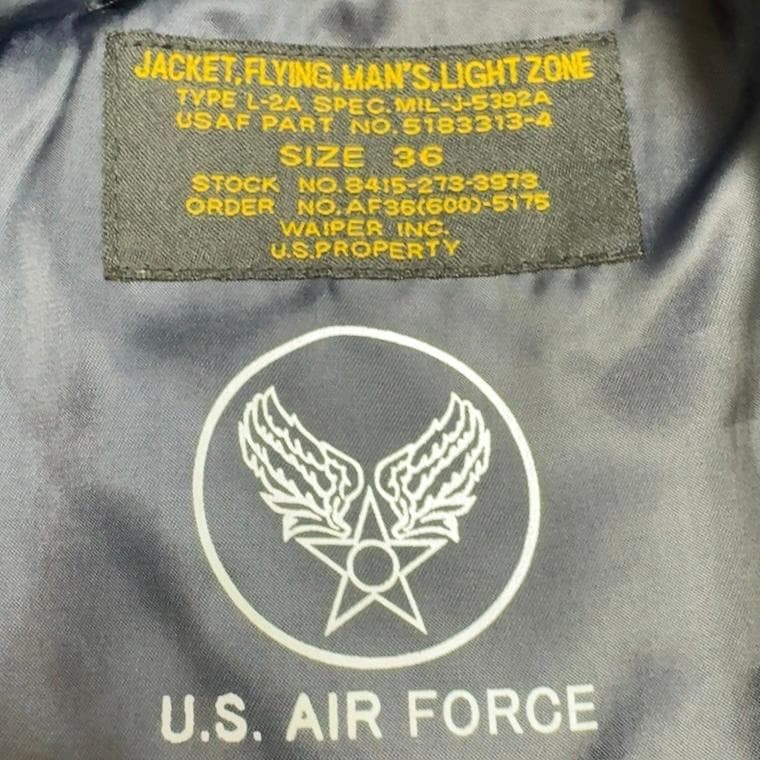 JACKET,FLYING,MAN'S,LIGHT ZONE
TYPE L-2A SPEC.MIL-J-5392A
USAF PART NO.5183313-4
SIZE 36
STOCK NO.8415-273-3973
ORDER NO.AF36(600)-5175
WAIPER INC.
U.S.PROPERTY
U.S. AIR FORCE